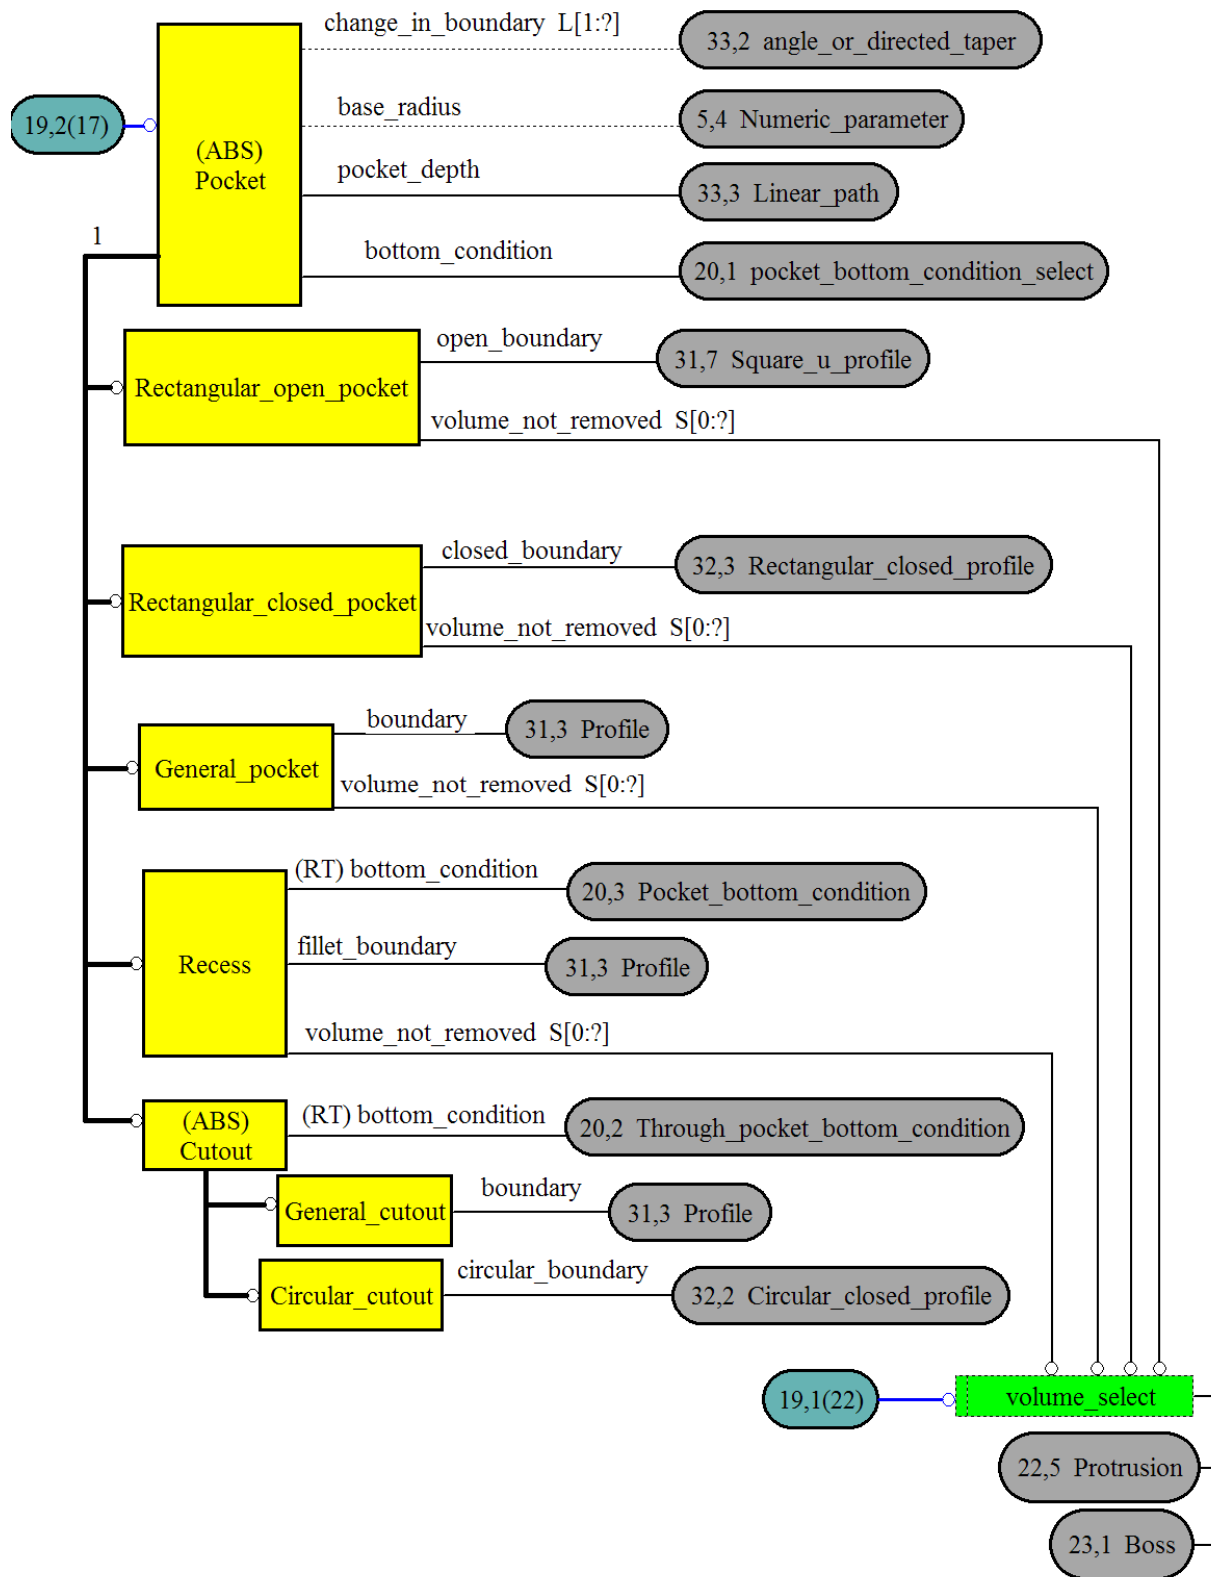 change_in_boundary L[1:?]
33,2 angle_or_directed_taper
19,2(17)
base_radius
5,4 Numeric_parameter
(ABS)
Pocket
pocket_depth
33,3 Linear_path
1
bottom_condition
20,1 pocket_bottom_condition_select
open_boundary
31,7 Square_u_profile
Rectangular_open_pocket
volume_not_removed S[0:?]
closed_boundary
32,3 Rectangular_closed_profile
Rectangular_closed_pocket
volume_not_removed S[0:?]
boundary
31,3 Profile
General_pocket
volume_not_removed S[0:?]
(RT) bottom_condition
20,3 Pocket_bottom_condition
fillet_boundary
31,3 Profile
Recess
volume_not_removed S[0:?]
(ABS)
Cutout
(RT) bottom_condition
20,2 Through_pocket_bottom_condition
boundary
General_cutout
31,3 Profile
circular_boundary
Circular_cutout
32,2 Circular_closed_profile
19,1(22)
volume_select
22,5 Protrusion
23,1 Boss